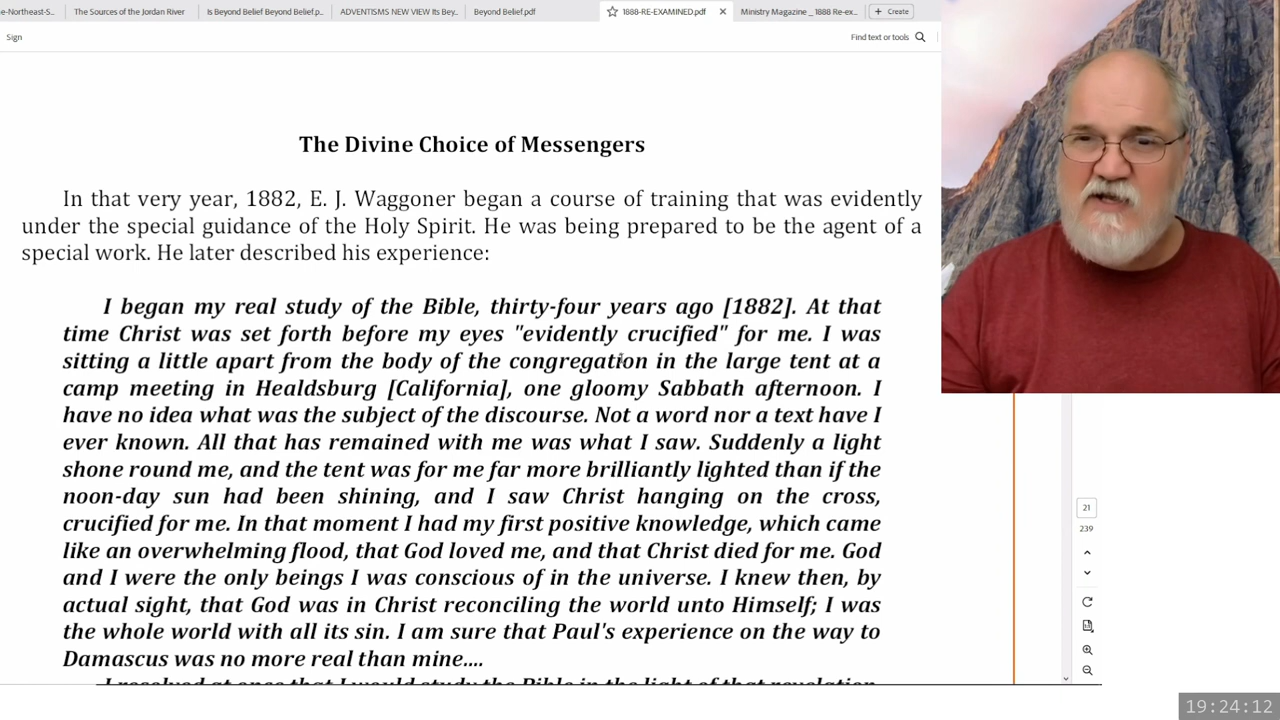 e-Northeast-S...
The Sources of the Jordan River
Is Beyond Belief Beyond Belief.p...
ADVENTISMS NEW VIew Its Bey...
Beyond Belief.pdf
1888-RE-EXAMINED.pdf
Ministry Magazine _ 1888 Re-ex...
+ Create
Sign
Find text or tools
The Divine Choice of Messengers
In that very year, 1882, E. J. Waggoner began a course of training that was evidently
under the special guidance of the Holy Spirit. He was being prepared to be the agent of a
special work. He later described his experience:
I began my real study of the Bible, thirty-four years ago [1882]. At that
time Christ was set forth before my eyes "evidently crucified" for me. I was
sitting a little apart from the body of the congregation in the large tent at a
camp meeting in Healdsburg [California], one gloomy Sabbath afternoon. I
have no idea what was the subject of the discourse. Not a word nor a text have I
ever known. All that has remained with me was what I saw. Suddenly a light
shone round me, and the tent was for me far more brilliantly lighted than if the
noon-day sun had been shining, and I saw Christ hanging on the cross,
crucified for me. In that moment I had my first positive knowledge, which came
like an overwhelming flood, that God loved me, and that Christ died for me. God
and I were the only beings I was conscious of in the universe. I knew then, by
actual sight, that God was in Christ reconciling the world unto Himself; I was
the whole world with all its sin. I am sure that Paul's experience on the way to
Damascus was no more real than mine....
I resolved at once that I would study the Bible in the light of that revelation,
21
239
19:24:12